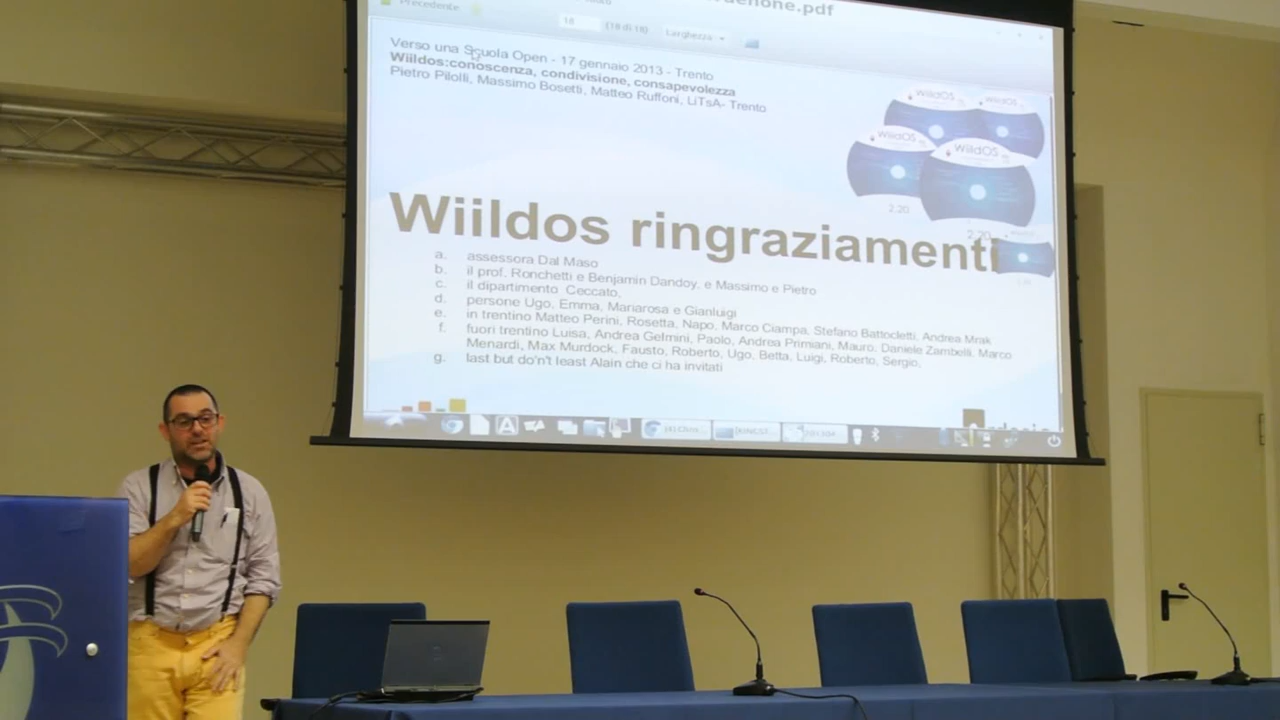 denone.pdf
Precedente
18
(18 di 18)
Larghezza
Verso una Scuola Open - 17 gennaio 2013 - Trento
Wiildos:conoscenza, condivisione, consapevolezza
Pietro Pilolli, Massimo Bosetti, Matteo Ruffoni, LiTsA- Trento
WiildOS
WiildOS
WiildOS
WiildOS
2.20
2.20
Wiildos ringraziamenti
a. assessora Dal Maso
b. il prof. Ronchetti e Benjamin Dandoy, e Massimo e Pietro
c. il dipartimento Ceccato,
d. persone Ugo, Emma, Mariarosa e Gianluigi
e. in trentino Matteo Perini, Rosetta, Napo, Marco Ciampa, Stefano Battocletti, Andrea Mrak
f. fuori trentino Luisa, Andrea Gelmini, Paolo, Andrea Primiani, Mauro, Daniele Zambelli, Marco
Menardi, Max Murdock, Fausto, Roberto, Ugo, Betta, Luigi, Roberto, Sergio,
g. last but do'n't least Alain che ci ha invitati